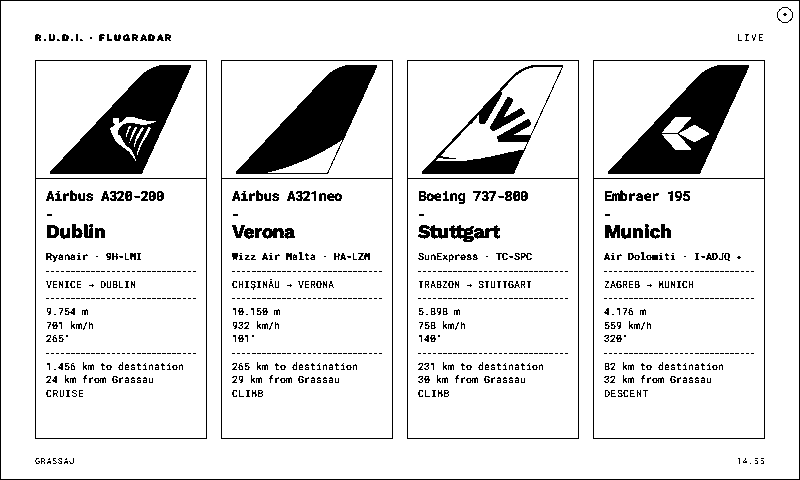 R.U.D.I. · FLUGRADAR
LIVE
Airbus A320-200
–
Dublin
Ryanair · 9H-LMI
VENICE → DUBLIN
9.754 m
701 km/h
265°
1.456 km to destination
24 km from Grassau
CRUISE
Airbus A321neo
–
Verona
Wizz Air Malta · HA-LZM
CHIȘINĂU → VERONA
10.150 m
932 km/h
101°
265 km to destination
29 km from Grassau
CLIMB
Boeing 737-800
–
Stuttgart
SunExpress · TC-SPC
TRABZON → STUTTGART
5.898 m
758 km/h
140°
231 km to destination
30 km from Grassau
CLIMB
Embraer 195
–
Munich
Air Dolomiti · I-ADJQ ✦
ZAGREB → MUNICH
4.176 m
559 km/h
320°
82 km to destination
32 km from Grassau
DESCENT
GRASSAU